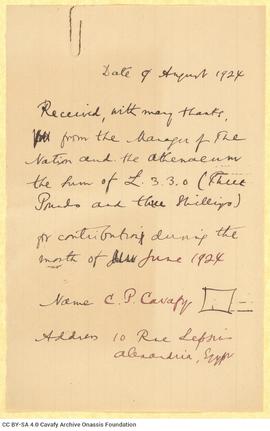 Date 9 August 1924
Received, with many thanks,
from the Manager of The
Nation and the Athenaeum
the sum of £. 3.3.0 (Three
Pounds and three Shillings)
for contributions during the
month of June 1924
Name C. P. Cavafy
Address 10 Rue Lepsius
Alexandria, Egypt
CC BY-SA 4.0 Cavafy Archive Onassis Foundation